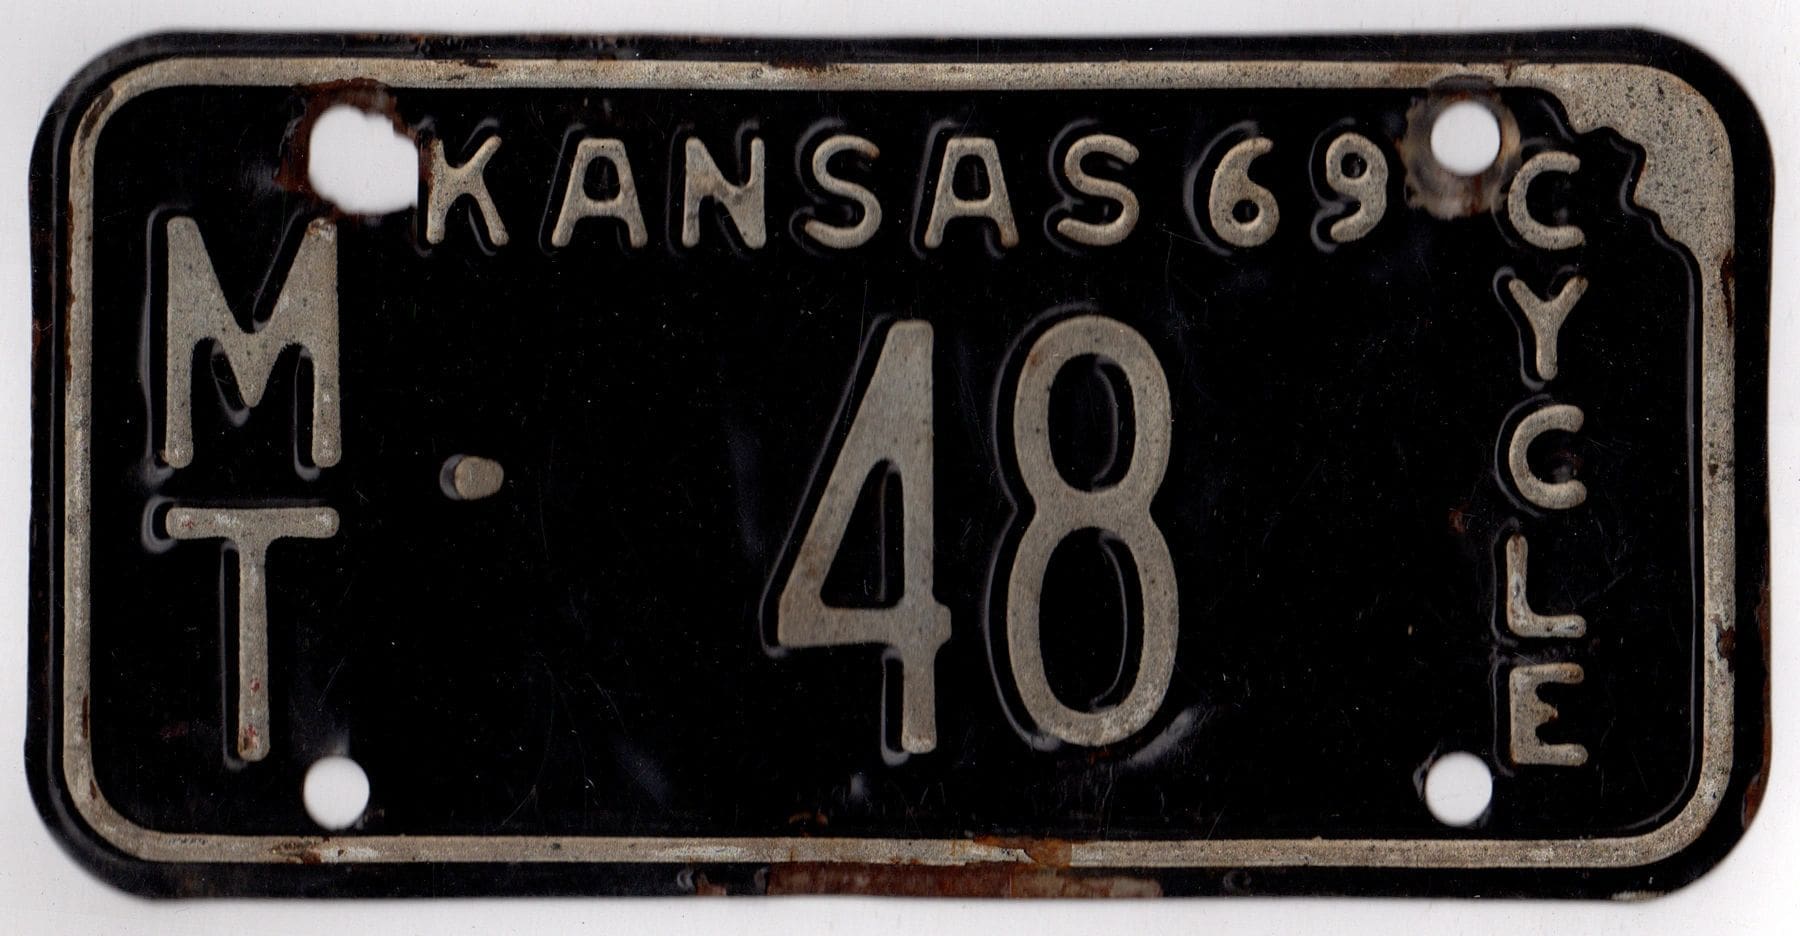 KANSAS 69
CYCLE
MT
· 48